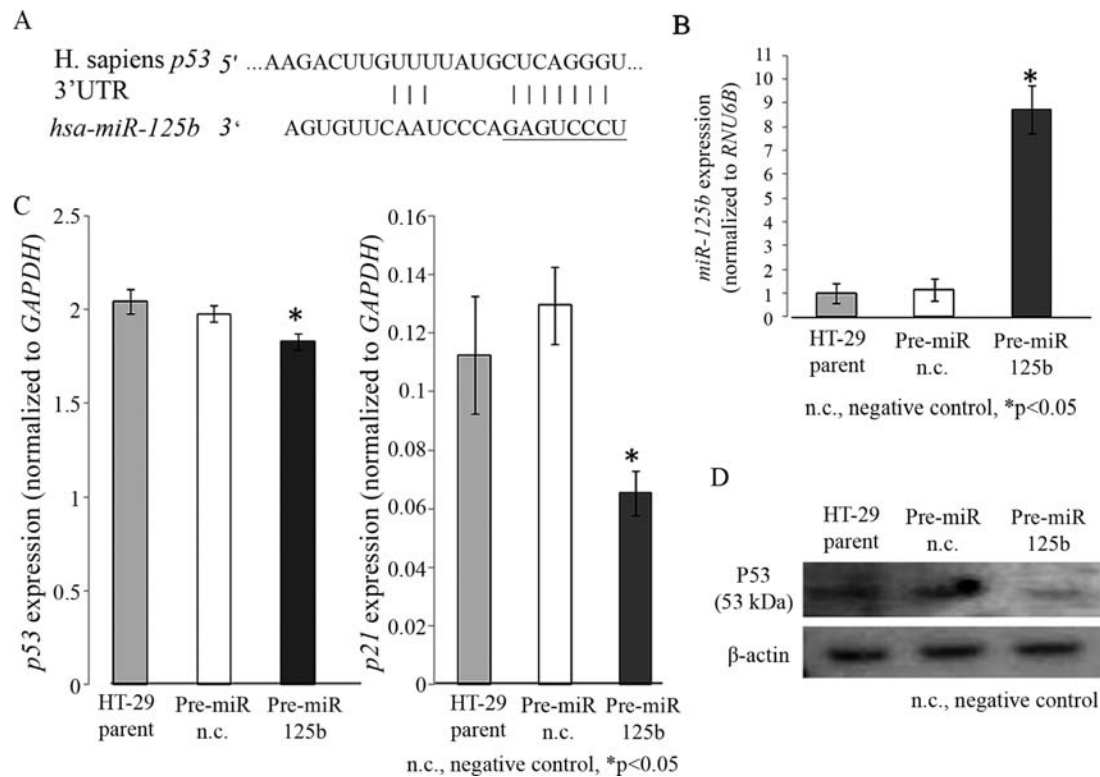 A
H. sapiens p53 5' ...AAGACUUGUUUUAUGCUCAGGGU...
3'UTR
hsa-miR-125b 3‘ AGUGUUCAAUCCCAGAGUCCCU
B
miR-125b expression
(normalized to RNU6B)
11
10
9
8
7
6
5
4
3
2
1
0
*
HT-29
parent
Pre-miR
n.c.
Pre-miR
125b
n.c., negative control, *p<0.05
C
p53 expression (normalized to GAPDH)
2.5
2
1.5
1
0.5
0
*
HT-29
parent
Pre-miR
n.c.
Pre-miR
125b
p21 expression (normalized to GAPDH)
0.16
0.14
0.12
0.1
0.08
0.06
0.04
0.02
0
*
HT-29
parent
Pre-miR
n.c.
Pre-miR
125b
n.c., negative control, *p<0.05
D
HT-29
parent
Pre-miR
n.c.
Pre-miR
125b
P53
(53 kDa)
β-actin
n.c., negative control